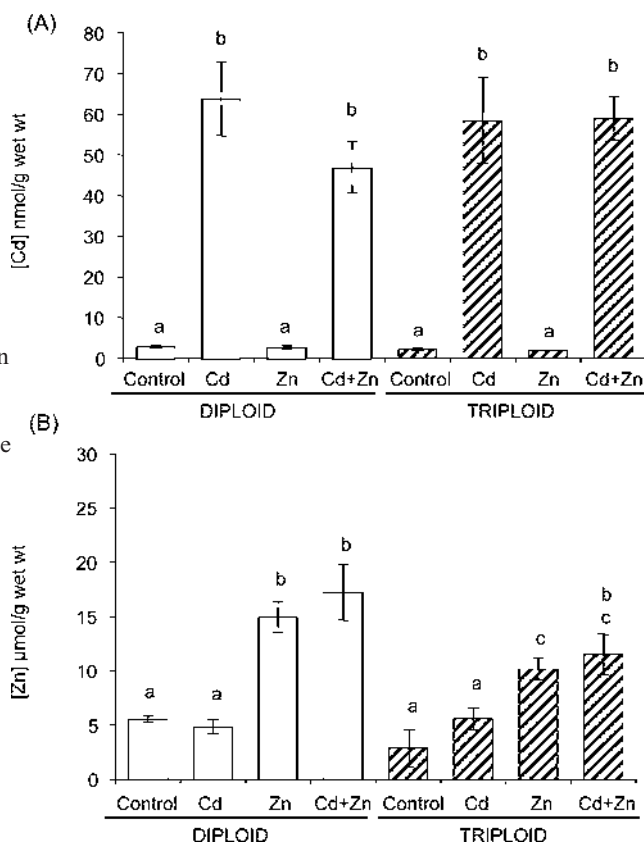 (A)
[Cd] nmol/g wet wt
80
70
60
50
40
30
20
10
0
a
b
a
b
a
b
a
b
Control Cd Zn Cd+Zn Control Cd Zn Cd+Zn
DIPLOID TRIPLOID
n
e
(B)
[Zn] µmol/g wet wt
30
25
20
15
10
5
0
a
a
b
b
a
a
c
b
c
Control Cd Zn Cd+Zn Control Cd Zn Cd+Zn
DIPLOID TRIPLOID